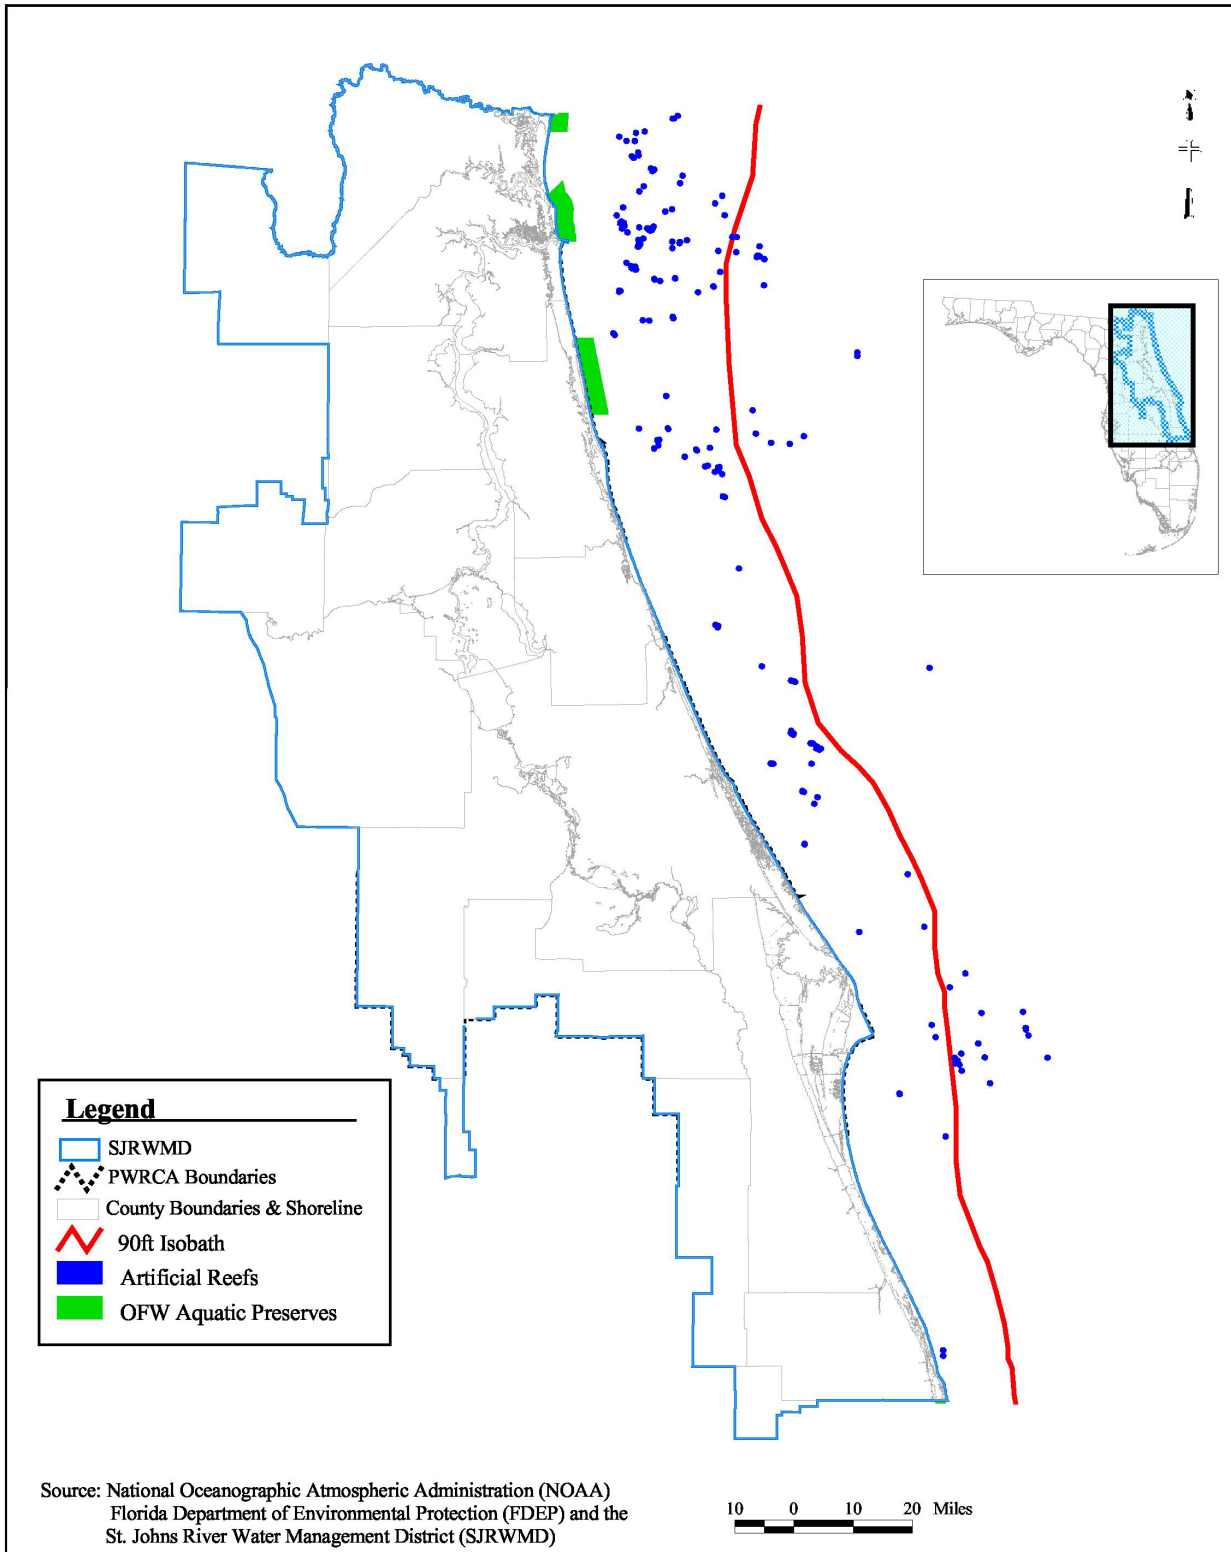 Legend
SJRWMD
PWRCA Boundaries
County Boundaries & Shoreline
90ft Isobath
Artificial Reefs
OFW Aquatic Preserves
Source: National Oceanographic Atmospheric Administration (NOAA)
Florida Department of Environmental Protection (FDEP) and the
St. Johns River Water Management District (SJRWMD)
10 0 10 20 Miles